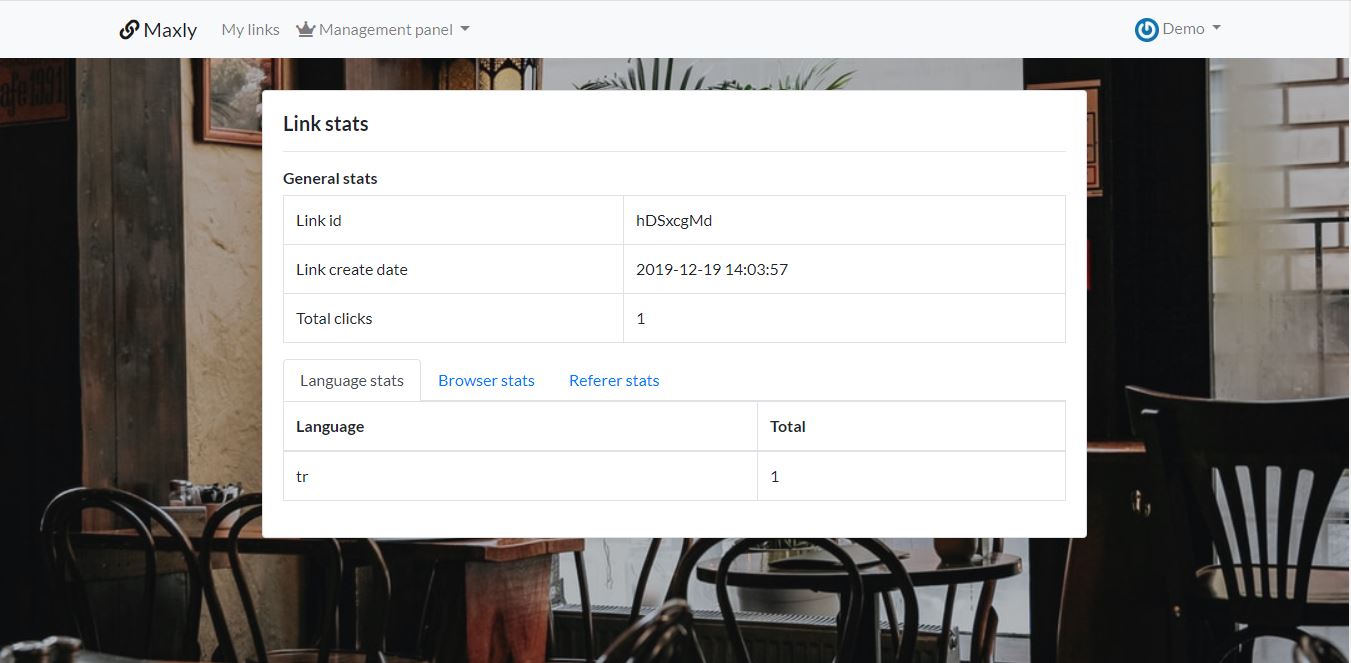 Maxly My links Management panel Demo
Link stats
General stats
Link id hDSxcgMd
Link create date 2019-12-19 14:03:57
Total clicks 1
Language stats Browser stats Referer stats
Language Total
tr 1